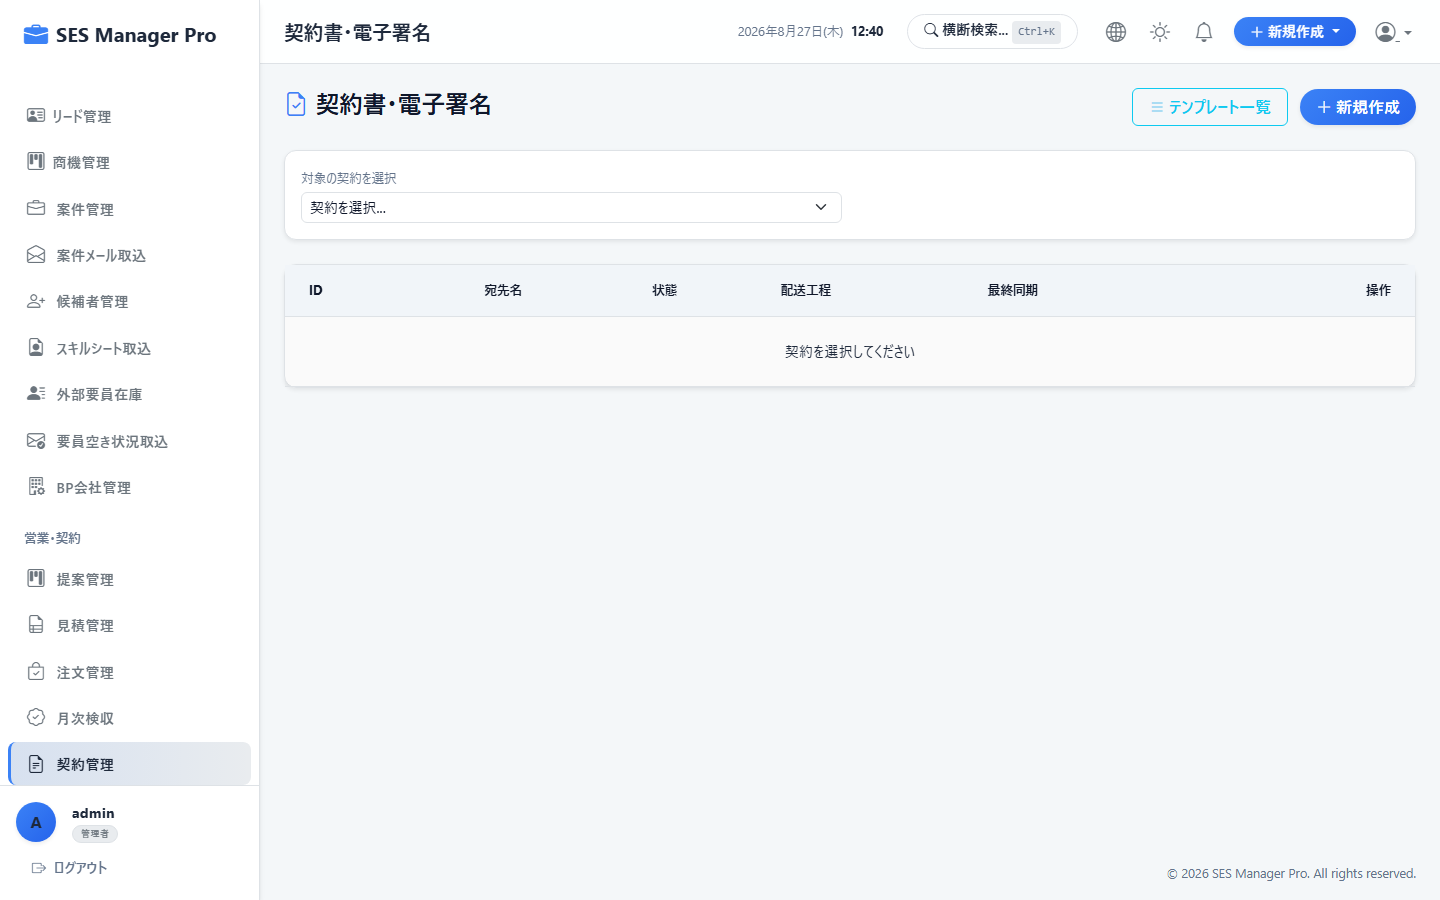 SES Manager Pro
リード管理
商機管理
案件管理
案件メール取込
候補者管理
スキルシート取込
外部要員在庫
要員空き状況取込
BP会社管理
営業・契約
提案管理
見積管理
注文管理
月次検収
契約管理
A
admin
管理者
ログアウト
契約書・電子署名
2026年8月27日(木) 12:40
横断検索... Ctrl+K
新規作成
契約書・電子署名
テンプレート一覧
新規作成
対象の契約を選択
契約を選択...
ID 宛先名 状態 配送工程 最終同期 操作
契約を選択してください
© 2026 SES Manager Pro. All rights reserved.